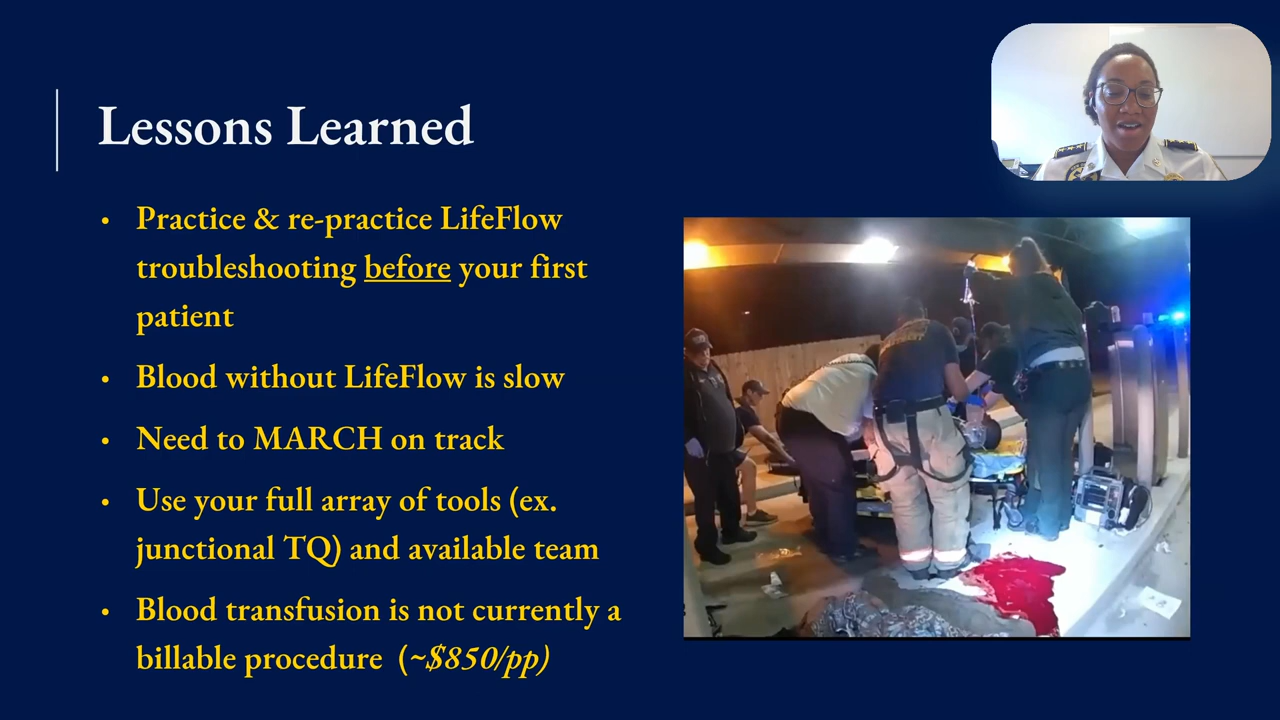 Lessons Learned
• Practice & re-practice LifeFlow
troubleshooting before your first
patient
• Blood without LifeFlow is slow
• Need to MARCH on track
• Use your full array of tools (ex.
junctional TQ) and available team
• Blood transfusion is not currently a
billable procedure (~$850/pp)